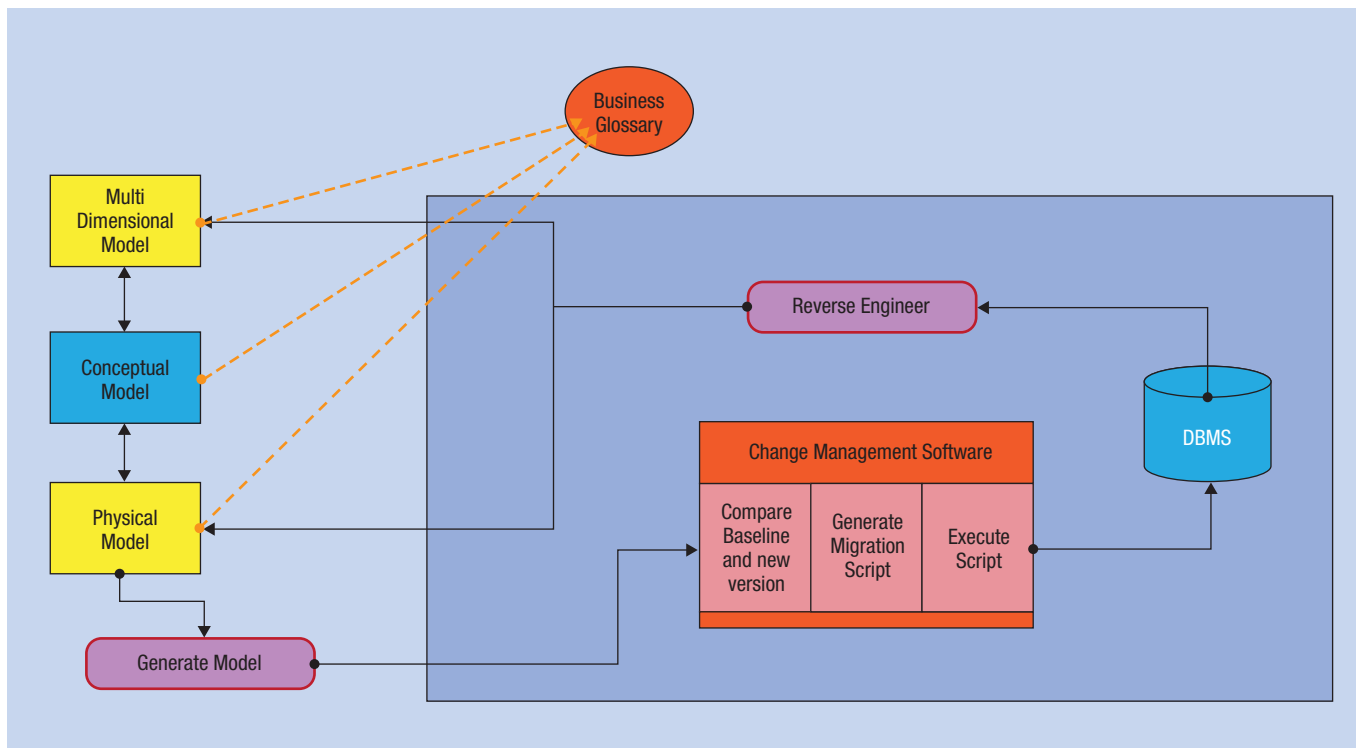 Business
Glossary
Multi
Dimensional
Model
Reverse Engineer
Conceptual
Model
DBMS
Change Management Software
Physical
Model
Compare
Baseline
and new
version
Generate
Migration
Script
Execute
Script
Generate Model